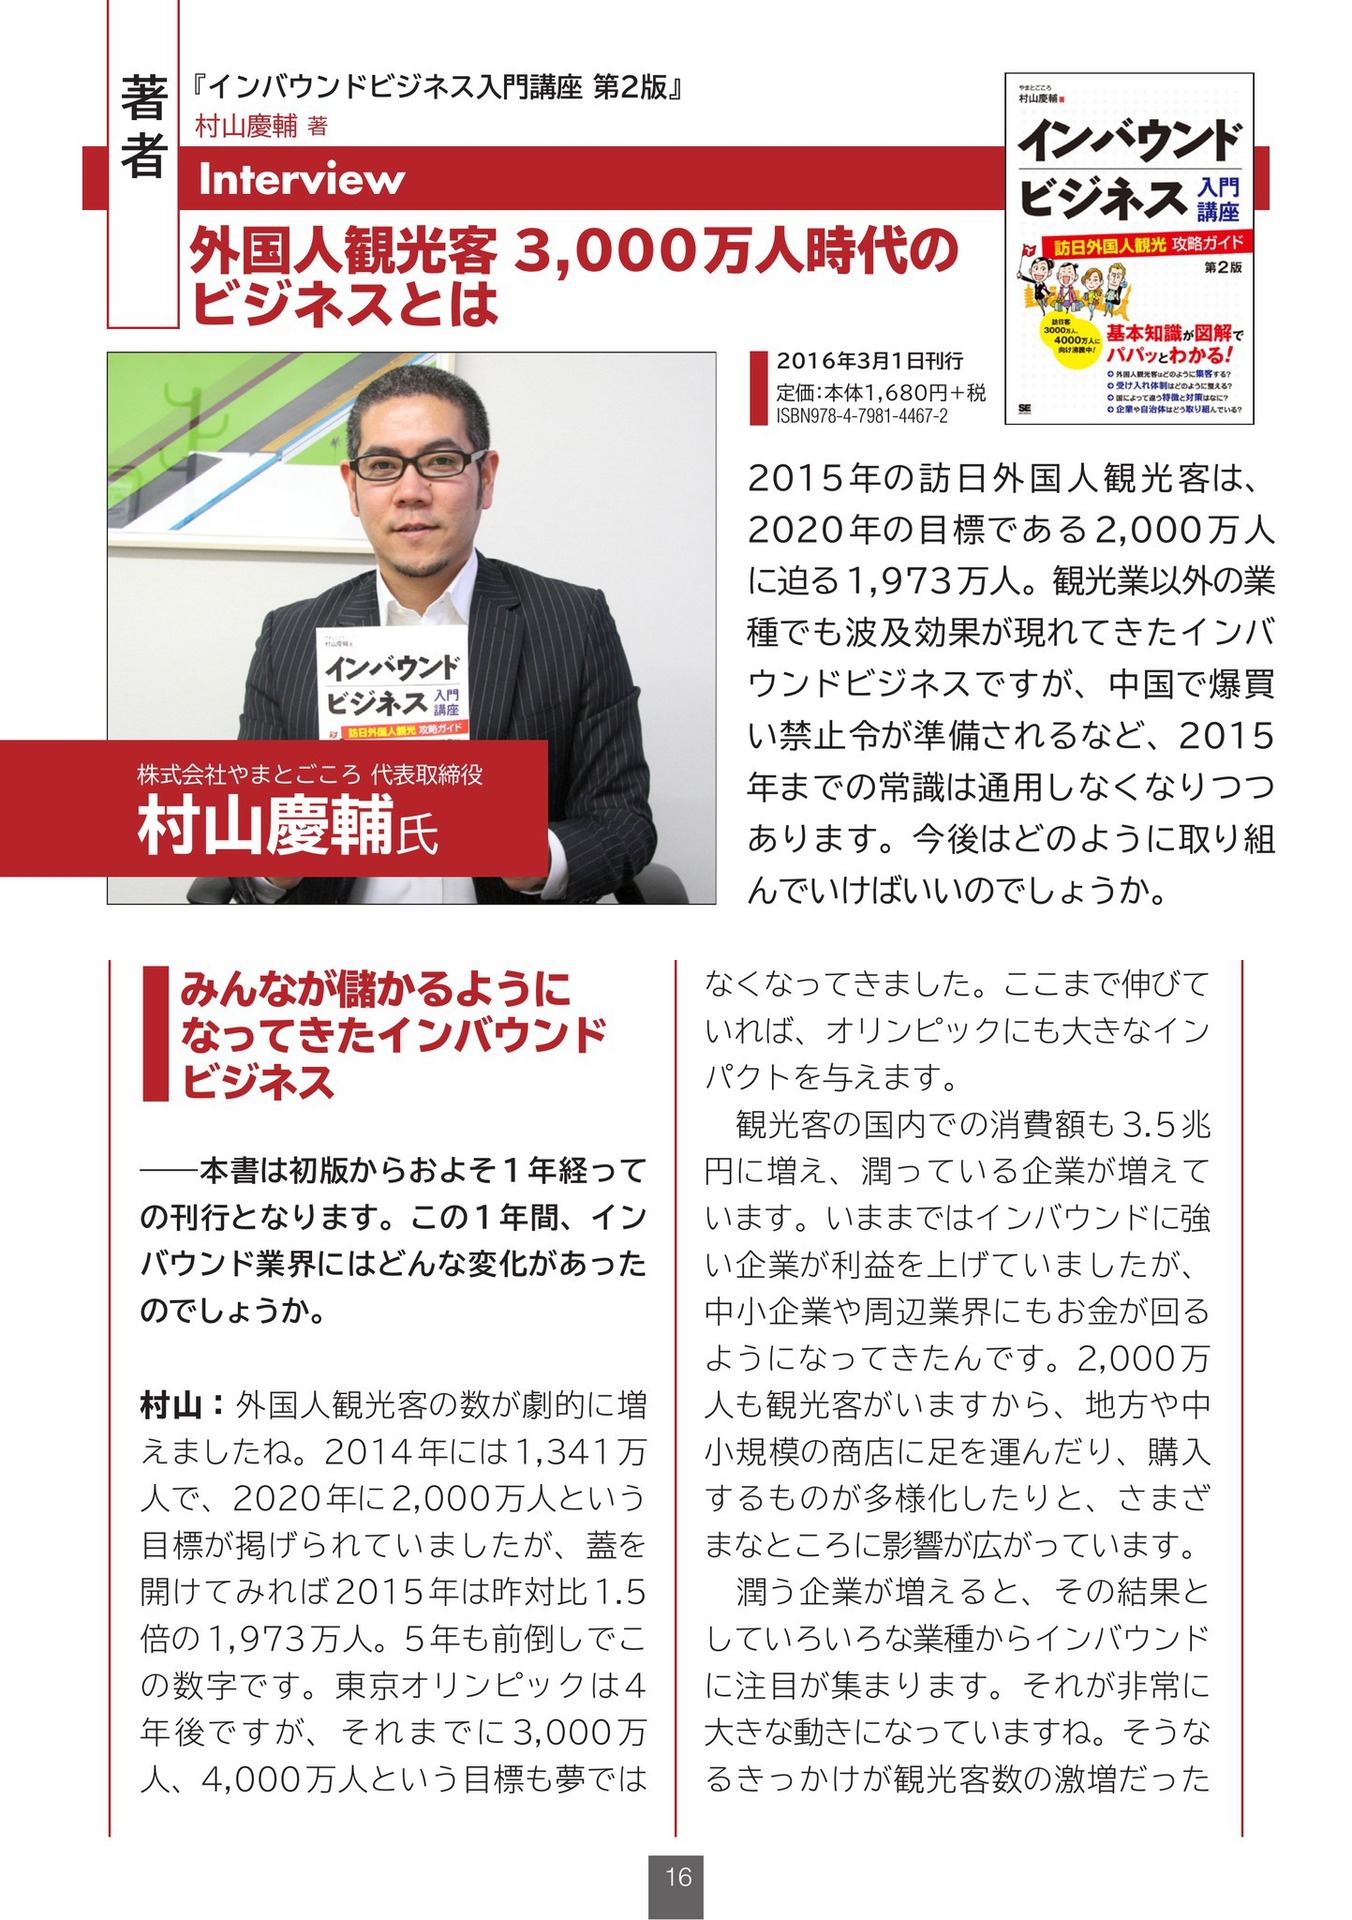 著者
『インバウンドビジネス入門講座 第2版』
村山慶輔 著
Interview
外国人観光客 3,000万人時代の
ビジネスとは
やまとごころ
村山慶輔 著
インバウンド
ビジネス 入門
講座
訪日外国人観光 攻略ガイド
第2版
訪日客
3000万人、
4000万人に
向け沸騰中!
基本知識が図解で
パパッとわかる!
外国人観光客はどのように集客する?
受け入れ体制はどのように整える?
国によって違う特徴と対策はなに?
企業や自治体はどう取り組んでいる?
SE
2016年3月1日刊行
定価:本体1,680円+税
ISBN978-4-7981-4467-2
やまとごころ
村山慶輔 著
インバウンド
ビジネス 入門
講座
訪日外国人観光 攻略ガイド
株式会社やまとごころ 代表取締役
村山慶輔氏
2015年の訪日外国人観光客は、
2020年の目標である2,000万人
に迫る1,973万人。観光業以外の業
種でも波及効果が現れてきたインバ
ウンドビジネスですが、中国で爆買
い禁止令が準備されるなど、2015
年までの常識は通用しなくなりつつ
あります。今後はどのように取り組
んでいけばいいのでしょうか。
みんなが儲かるように
なってきたインバウンド
ビジネス
――本書は初版からおよそ1年経って
の刊行となります。この1年間、イン
バウンド業界にはどんな変化があった
のでしょうか。
村山：外国人観光客の数が劇的に増
えましたね。2014年には1,341万
人で、2020年に2,000万人という
目標が掲げられていましたが、蓋を
開けてみれば2015年は昨対比1.5
倍の1,973万人。5年も前倒しでこ
の数字です。東京オリンピックは4
年後ですが、それまでに3,000万
人、4,000万人という目標も夢では
なくなってきました。ここまで伸びて
いれば、オリンピックにも大きなイン
パクトを与えます。
観光客の国内での消費額も3.5兆
円に増え、潤っている企業が増えて
います。いままではインバウンドに強
い企業が利益を上げていましたが、
中小企業や周辺業界にもお金が回る
ようになってきたんです。2,000万
人も観光客がいますから、地方や中
小規模の商店に足を運んだり、購入
するものが多様化したりと、さまざ
まなところに影響が広がっています。
潤う企業が増えると、その結果と
していろいろな業種からインバウンド
に注目が集まります。それが非常に
大きな動きになっていますね。そうな
るきっかけが観光客数の激増だった
16